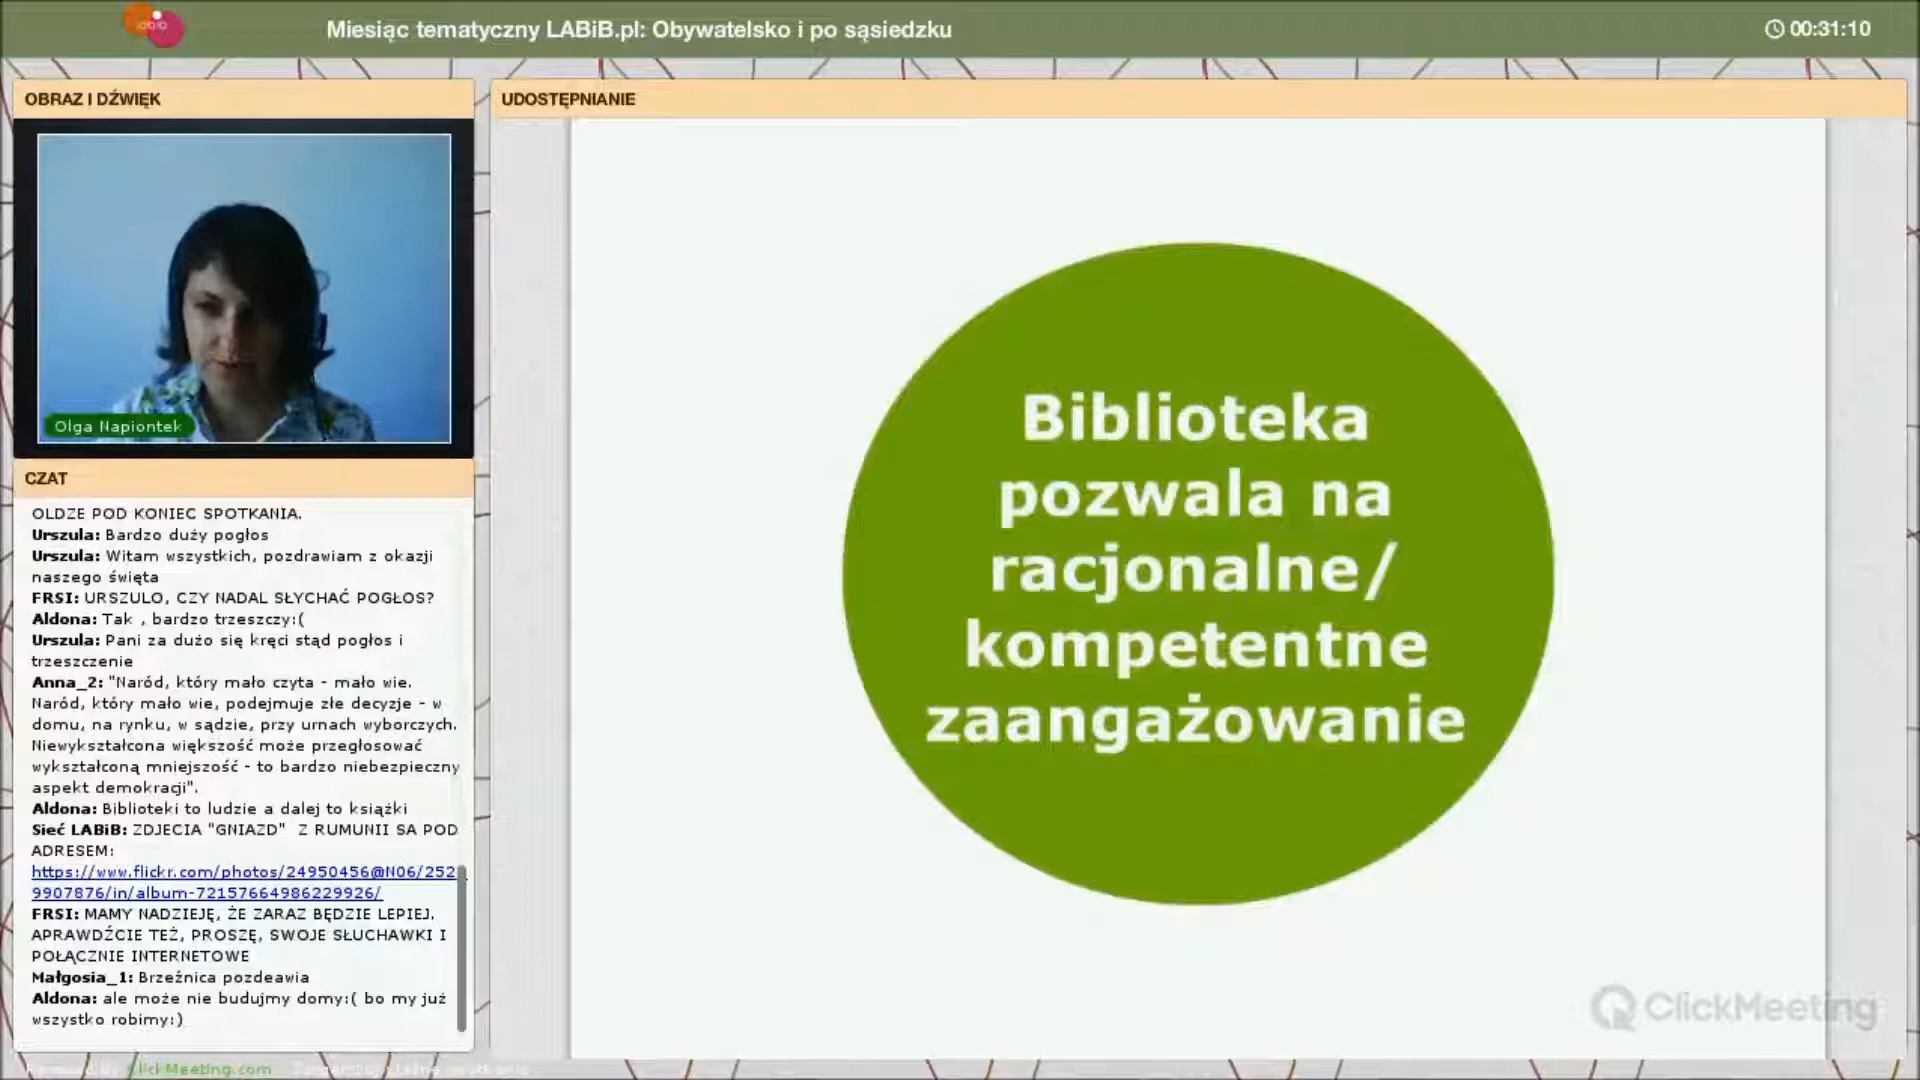 Miesiąc tematyczny LABiB.pl: Obywatelsko i po sąsiedzku
00:31:10
OBRAZ I DŹWIĘK
Olga Napiontek
CZAT
OLDZE POD KONIEC SPOTKANIA.
Urszula: Bardzo duży pogłos
Urszula: Witam wszystkich, pozdrawiam z okazji
naszego święta
FRSI: URSZULO, CZY NADAL SŁYCHAĆ POGŁOS?
Aldona: Tak , bardzo trzeszczy:(
Urszula: Pani za dużo się kręci stąd pogłos i
trzeszczenie
Anna_2: "Naród, który mało czyta - mało wie.
Naród, który mało wie, podejmuje złe decyzje - w
domu, na rynku, w sądzie, przy urnach wyborczych.
Niewykształcona większość może przegłosować
wykształconą mniejszość - to bardzo niebezpieczny
aspekt demokracji".
Aldona: Biblioteki to ludzie a dalej to książki
Sieć LABiB: ZDJECIA "GNIAZD" Z RUMUNII SA POD
ADRESEM:
https://www.flickr.com/photos/24950456@N06/252
9907876/in/album-72157664986229926/
FRSI: MAMY NADZIEJĘ, ŻE ZARAZ BĘDZIE LEPIEJ.
APRAWDŹCIE TEŻ, PROSZĘ, SWOJE SŁUCHAWKI I
POŁĄCZNIE INTERNETOWE
Małgosia_1: Brzeźnica pozdeawia
Aldona: ale może nie budujmy domy:( bo my już
wszystko robimy:)
ClickMeeting.com
UDOSTĘPNIANIE
Biblioteka
pozwala na
racjonalne/
kompetentne
zaangażowanie
ClickMeeting